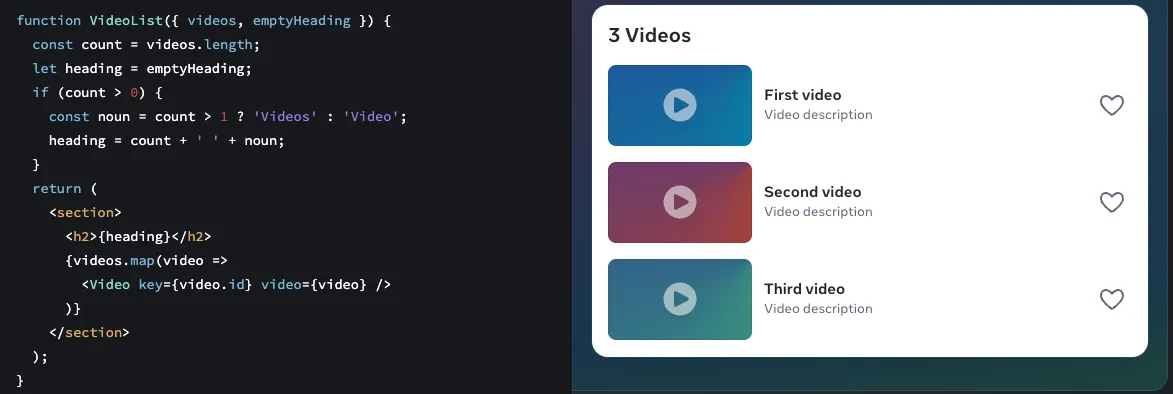 function VideoList({ videos, emptyHeading }) {
  const count = videos.length;
  let heading = emptyHeading;
  if (count > 0) {
    const noun = count > 1 ? 'Videos' : 'Video';
    heading = count + ' ' + noun;
  }
  return (
    <section>
      <h2>{heading}</h2>
      {videos.map(video =>
        <Video key={video.id} video={video} />
      )}
    </section>
  );
}
3 Videos
First video
Video description
Second video
Video description
Third video
Video description